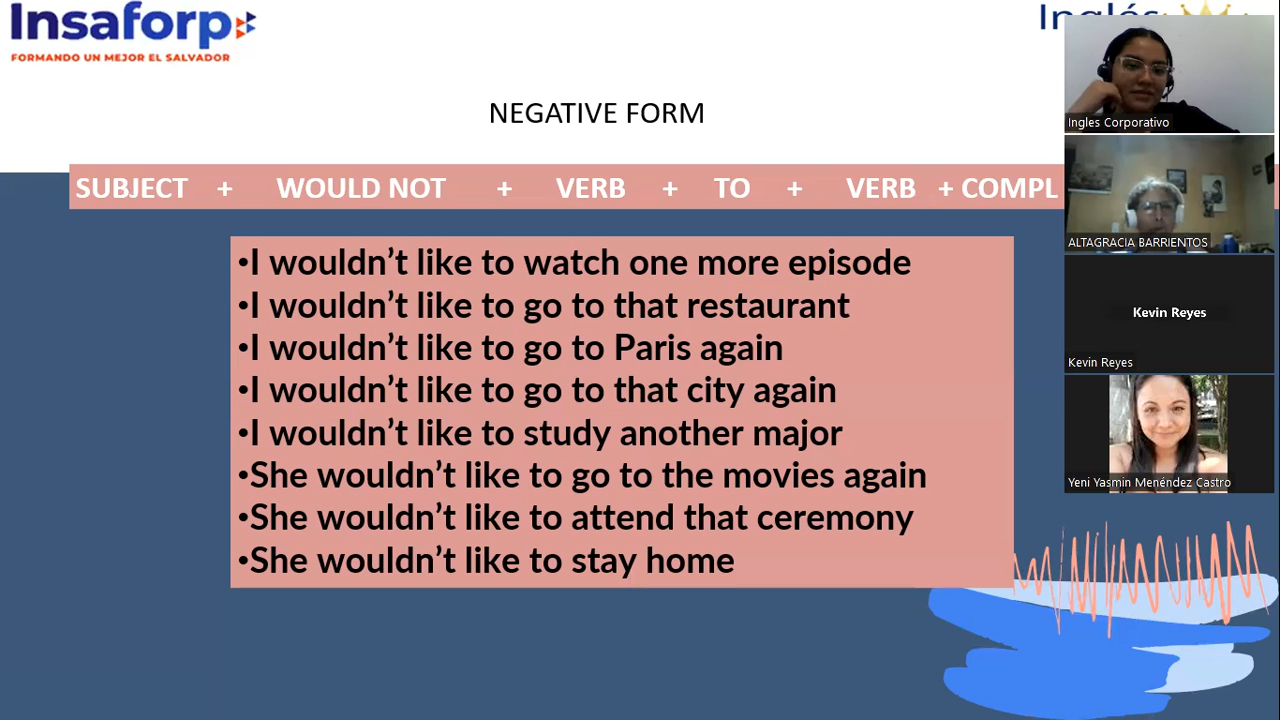 Insaforp
FORMANDO UN MEJOR EL SALVADOR
Inglés
NEGATIVE FORM
SUBJECT + WOULD NOT + VERB + TO + VERB + COMPL
•I wouldn’t like to watch one more episode
•I wouldn’t like to go to that restaurant
•I wouldn’t like to go to Paris again
•I wouldn’t like to go to that city again
•I wouldn’t like to study another major
•She wouldn’t like to go to the movies again
•She wouldn’t like to attend that ceremony
•She wouldn’t like to stay home
Ingles Corporativo
ALTAGRACIA BARRIENTOS
Kevin Reyes
Kevin Reyes
Yeni Yasmin Menéndez Castro